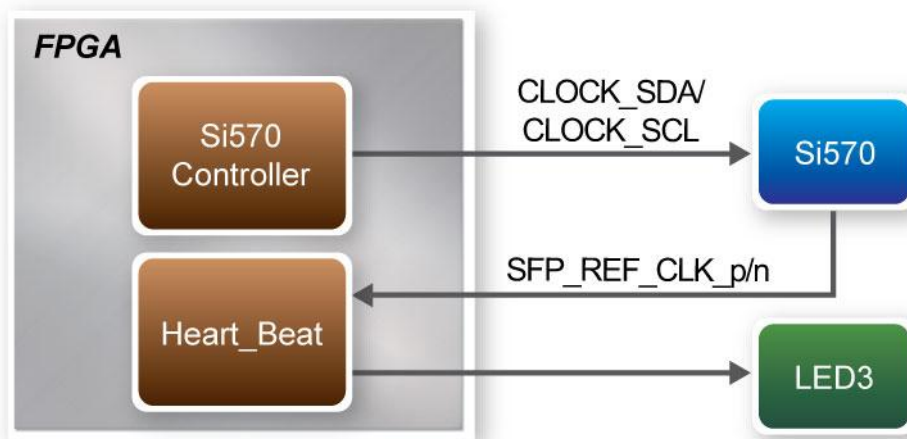 FPGA
Si570
Controller
CLOCK_SDA/
CLOCK_SCL
Si570
SFP_REF_CLK_p/n
Heart_Beat
LED3